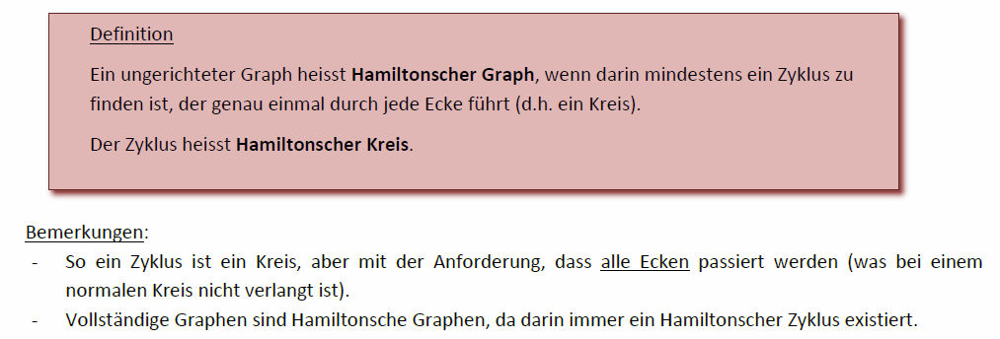 Definition
Ein ungerichteter Graph heisst Hamiltonscher Graph, wenn darin mindestens ein Zyklus zu
finden ist, der genau einmal durch jede Ecke führt (d.h. ein Kreis).
Der Zyklus heisst Hamiltonscher Kreis.
Bemerkungen:
- So ein Zyklus ist ein Kreis, aber mit der Anforderung, dass alle Ecken passiert werden (was bei einem
normalen Kreis nicht verlangt ist).
- Vollständige Graphen sind Hamiltonsche Graphen, da darin immer ein Hamiltonscher Zyklus existiert.